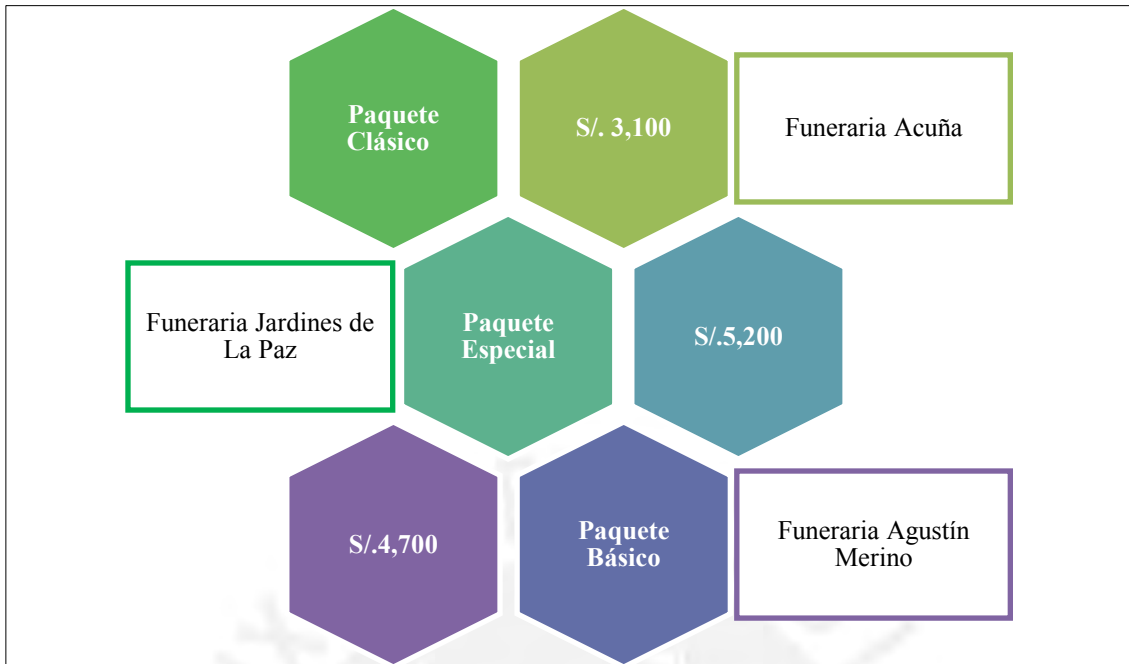 Paquete
Clásico
S/. 3,100
Funeraria Acuña
Funeraria Jardines de
La Paz
Paquete
Especial
S/.5,200
S/.4,700
Paquete
Básico
Funeraria Agustín
Merino